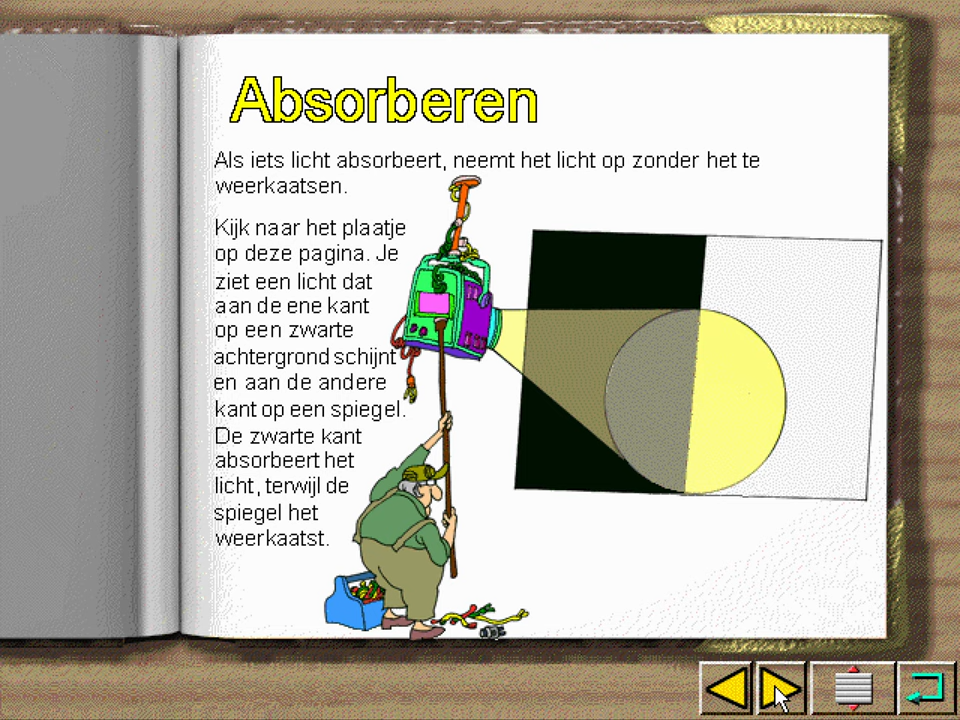 Absorberen
Als iets licht absorbeert, neemt het licht op zonder het te
weerkaatsen.
Kijk naar het plaatje
op deze pagina. Je
ziet een licht dat
aan de ene kant
op een zwarte
achtergrond schijnt
en aan de andere
kant op een spiegel.
De zwarte kant
absorbeert het
licht, terwijl de
spiegel het
weerkaatst.